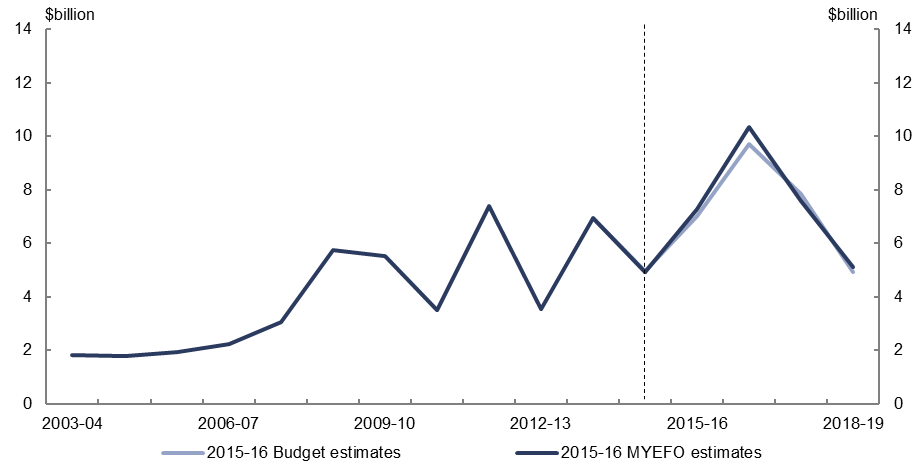 $billion $billion
14 14
12 12
10 10
8 8
6 6
4 4
2 2
0 0
2003-04 2006-07 2009-10 2012-13 2015-16 2018-19
2015-16 Budget estimates 2015-16 MYEFO estimates